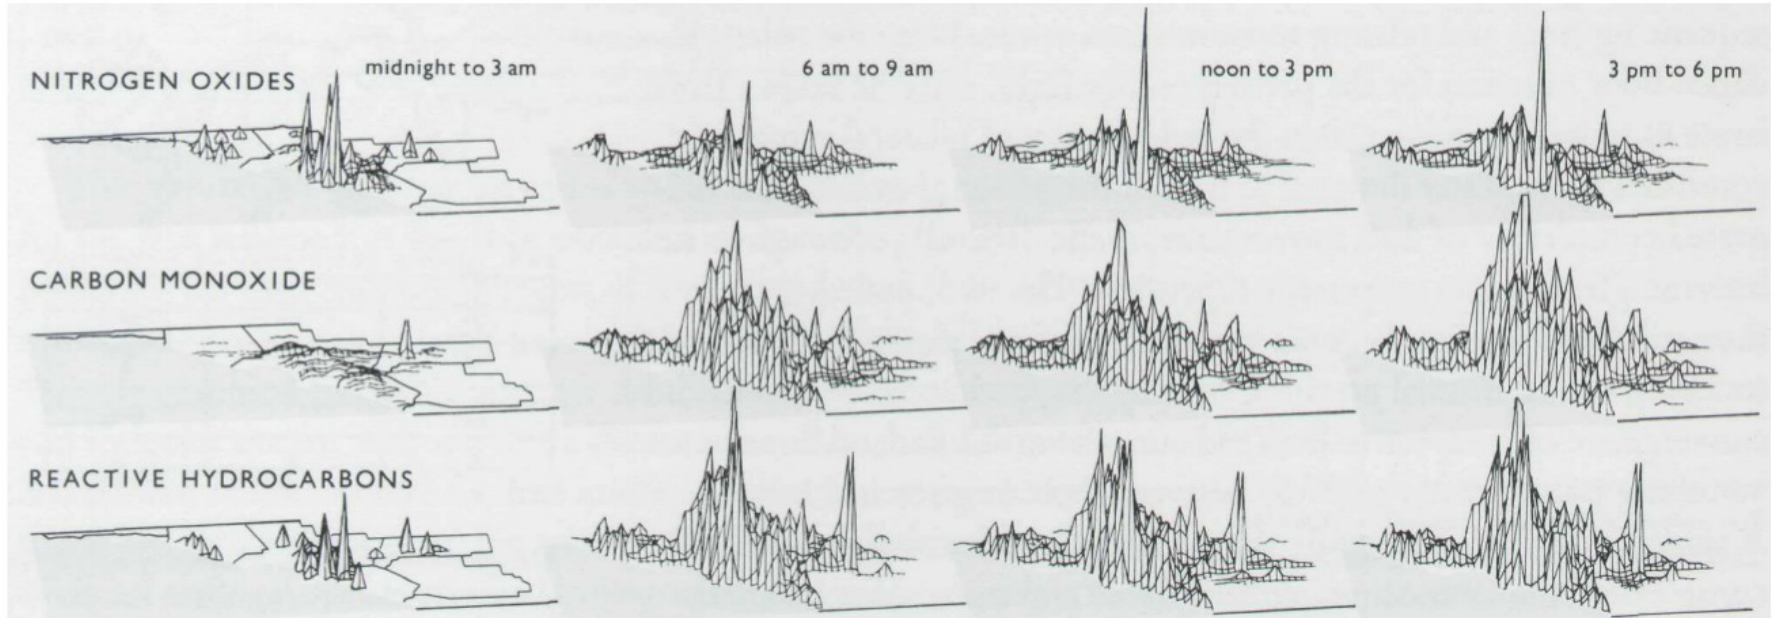 NITROGEN OXIDES
midnight to 3 am
6 am to 9 am
noon to 3 pm
3 pm to 6 pm
CARBON MONOXIDE
REACTIVE HYDROCARBONS